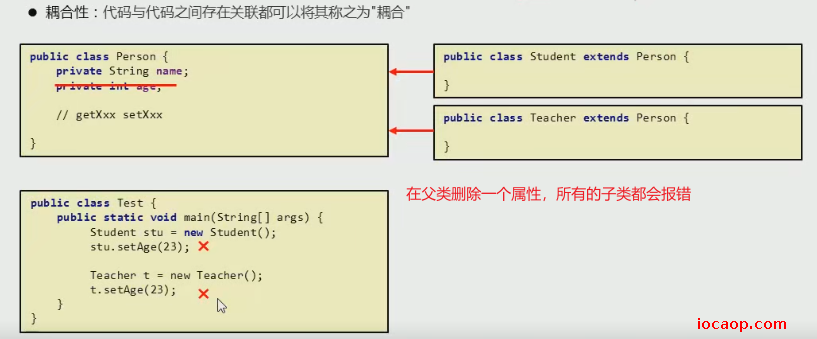 ● 耦合性：代码与代码之间存在关联都可以将其称之为"耦合"
public class Person {
private String name;
private int age;
// getXxx setXxx
}
public class Student extends Person {
}
public class Teacher extends Person {
}
在父类删除一个属性，所有的子类都会报错
public class Test {
public static void main(String[] args) {
Student stu = new Student();
stu.setAge(23);
Teacher t = new Teacher();
t.setAge(23);
}
}
iocaop.com